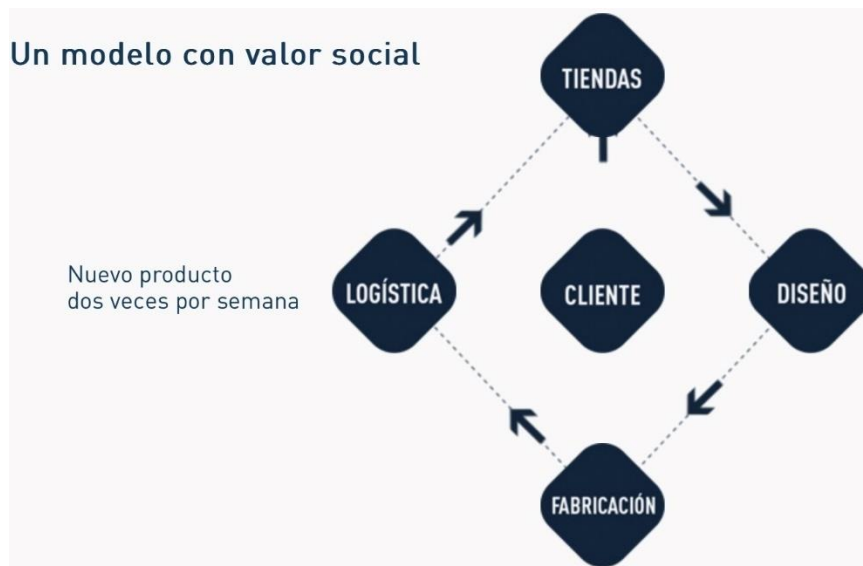 Un modelo con valor social
TIENDAS
Nuevo producto
dos veces por semana
LOGÍSTICA
CLIENTE
DISEÑO
FABRICACIÓN